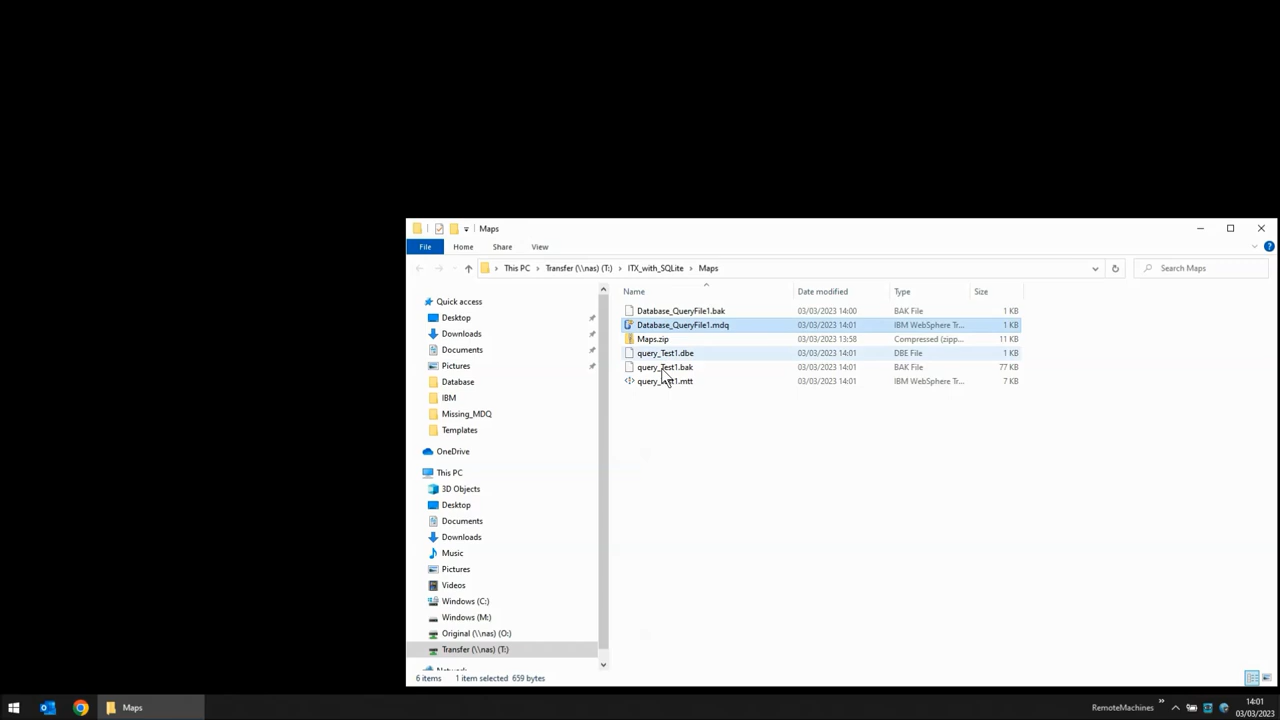 Maps
File Home Share View
This PC Transfer (\\nas) (T:) ITX_with_SQLite Maps Search Maps
Name Date modified Type Size
Quick access
Desktop
Downloads
Documents
Pictures
Database
IBM
Missing_MDQ
Templates
OneDrive
This PC
3D Objects
Desktop
Documents
Downloads
Music
Pictures
Videos
Windows (C:)
Windows (M:)
Original (\\nas) (O:)
Transfer (\\nas) (T:)
Database_QueryFile1.bak 03/03/2023 14:00 BAK File 1 KB
Database_QueryFile1.mdq 03/03/2023 14:01 IBM WebSphere Tr... 1 KB
Maps.zip 03/03/2023 13:58 Compressed (zipp... 11 KB
query_Test1.dbe 03/03/2023 14:01 DBE File 1 KB
query_Test1.bak 03/03/2023 14:01 BAK File 77 KB
query_Test1.mtt 03/03/2023 14:01 IBM WebSphere Tr... 7 KB
6 items 1 item selected 659 bytes
Maps
RemoteMachines
14:01
03/03/2023